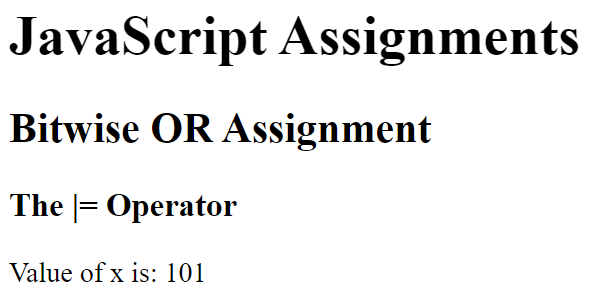 JavaScript Assignments
Bitwise OR Assignment
The |= Operator
Value of x is: 101